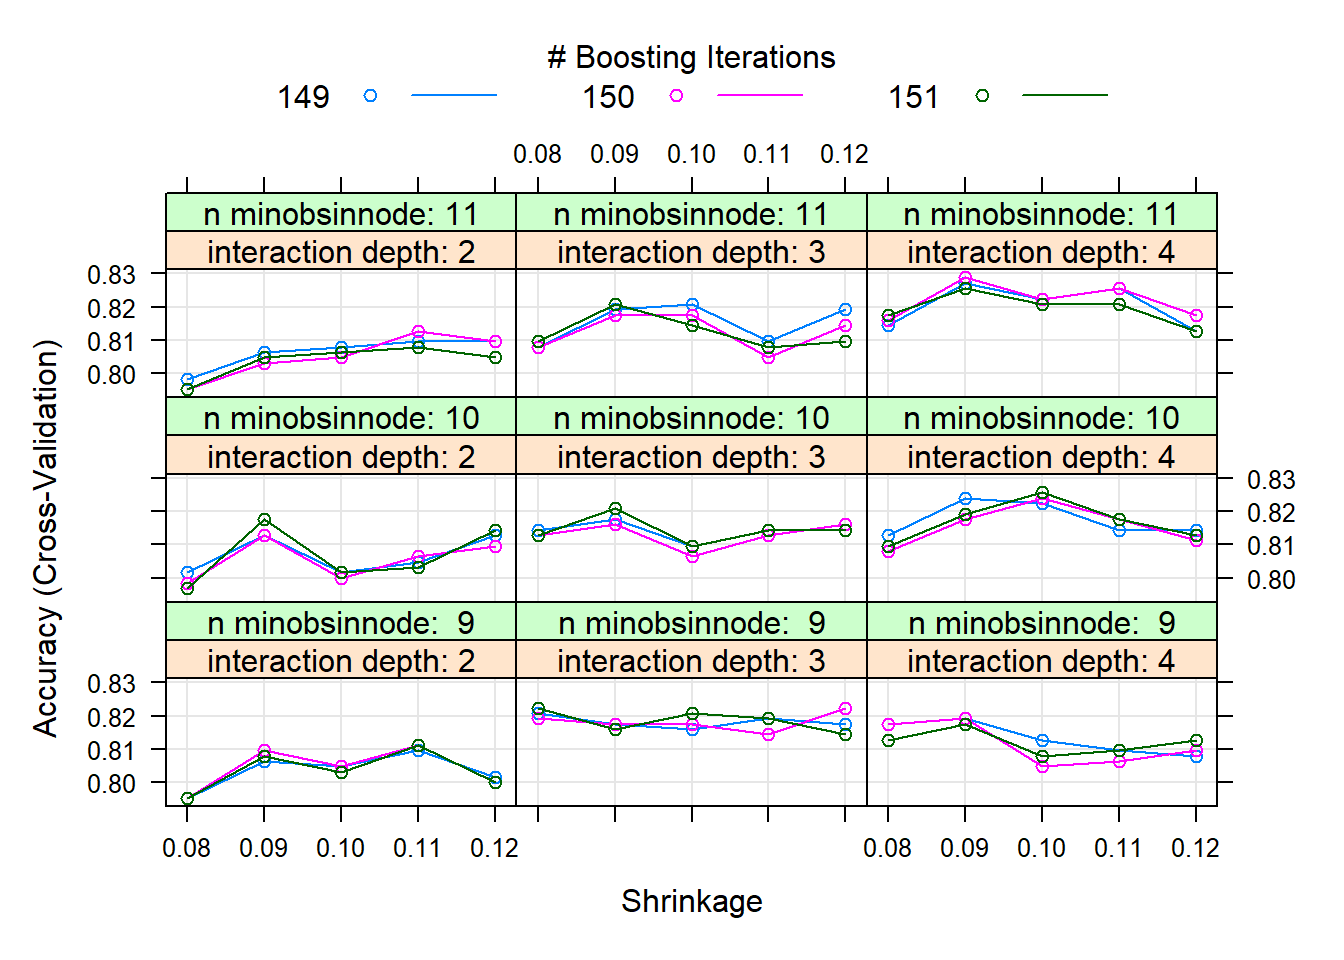 # Boosting Iterations
149 150 151
0.08 0.09 0.10 0.11 0.12
n minobsinnode: 11 n minobsinnode: 11 n minobsinnode: 11
interaction depth: 2 interaction depth: 3 interaction depth: 4
0.83
0.82
0.81
0.80
n minobsinnode: 10 n minobsinnode: 10 n minobsinnode: 10
interaction depth: 2 interaction depth: 3 interaction depth: 4
0.83
0.82
0.81
0.80
n minobsinnode: 9 n minobsinnode: 9 n minobsinnode: 9
interaction depth: 2 interaction depth: 3 interaction depth: 4
0.83
0.82
0.81
0.80
0.08 0.09 0.10 0.11 0.12 0.08 0.09 0.10 0.11 0.12
Shrinkage
Accuracy (Cross-Validation)